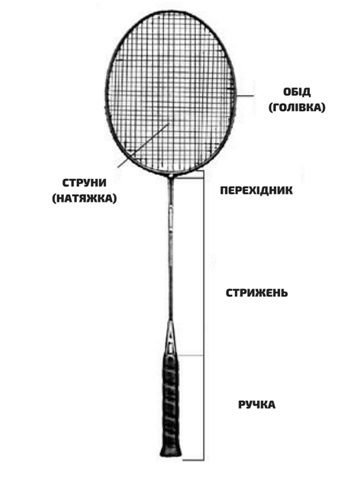 ОБІД
(ГОЛІВКА)
СТРУНИ
(НАТЯЖКА)
ПЕРЕХІДНИК
СТРИЖЕНЬ
РУЧКА